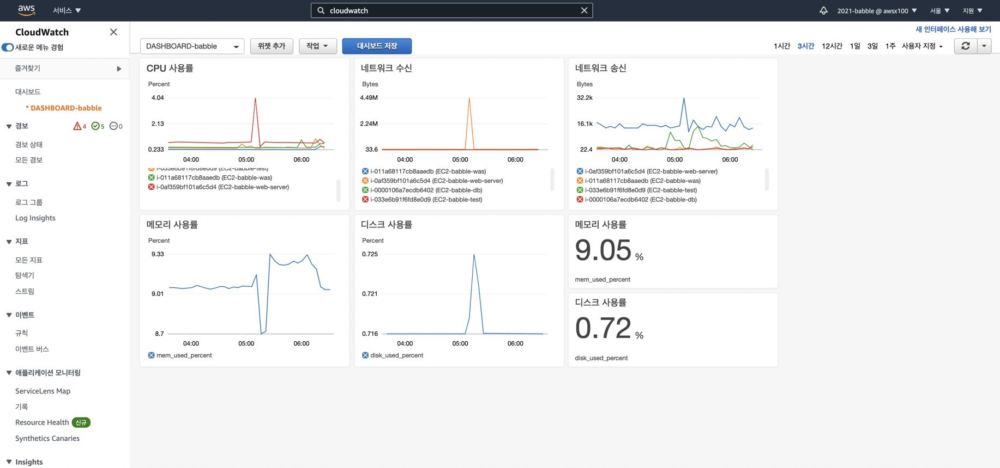 aws
서비스
cloudwatch
2021-babble @ awsx100
서울
지원
CloudWatch
새로운 메뉴 경험
즐겨찾기
대시보드
* DASHBOARD-babble
경보
4
5
0
경보 상태
모든 경보
로그
로그 그룹
Log Insights
지표
모든 지표
탐색기
스트림
이벤트
규칙
이벤트 버스
애플리케이션 모니터링
ServiceLens Map
기록
Resource Health 신규
Synthetics Canaries
Insights
새 인터페이스 사용해 보기
DASHBOARD-babble
위젯 추가
작업
대시보드 저장
1시간 3시간 12시간 1일 3일 1주 사용자 지정
CPU 사용률
Percent
4.04
2.13
0.233
04:00 05:00 06:00
i-033e6b91f6fd8e0d9 (EC2-babble-test)
i-011a68117cb8aaedb (EC2-babble-was)
i-0af359bf101a6c5d4 (EC2-babble-web-server)
네트워크 수신
Bytes
4.49M
2.24M
33.6
04:00 05:00 06:00
i-011a68117cb8aaedb (EC2-babble-was)
i-0af359bf101a6c5d4 (EC2-babble-web-server)
i-0000106a7ecdb6402 (EC2-babble-db)
i-033e6b91f6fd8e0d9 (EC2-babble-test)
네트워크 송신
Bytes
32.2k
16.1k
22.4
04:00 05:00 06:00
i-0af359bf101a6c5d4 (EC2-babble-web-server)
i-011a68117cb8aaedb (EC2-babble-was)
i-033e6b91f6fd8e0d9 (EC2-babble-test)
i-0000106a7ecdb6402 (EC2-babble-db)
메모리 사용률
Percent
9.33
9.01
8.7
04:00 05:00 06:00
mem_used_percent
디스크 사용률
Percent
0.725
0.721
0.716
04:00 05:00 06:00
disk_used_percent
메모리 사용률
9.05 %
mem_used_percent
디스크 사용률
0.72 %
disk_used_percent